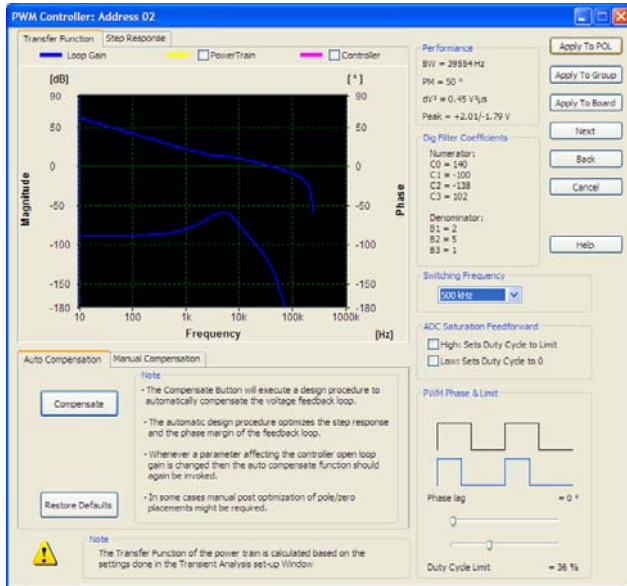 PWM Controller: Address 02
Transfer Function
Step Response
Loop Gain
PowerTrain
Controller
[dB]
[ ° ]
90
50
0
-50
-100
-150
-180
Magnitude
90
50
0
-50
-100
-150
-180
Phase
10
100
1k
10k
100k
1000k
Frequency
[Hz]
Performance
BW = 39554 Hz
PM = 50 °
dV² = 0.45 V²µs
Peak = +2.01/-1.79 V
Dig Filter Coefficients
Numerator:
C0 = 140
C1 = -100
C2 = -138
C3 = 102
Denominator:
B1 = 2
B2 = 5
B3 = 1
Switching Frequency
500 kHz
ADC Saturation Feedforward
High: Sets Duty Cycle to Limit
Low: Sets Duty Cycle to 0
PWM Phase & Limit
Phase lag
= 0 °
Duty Cycle Limit
= 36 %
Apply To POL
Apply To Group
Apply To Board
Next
Back
Cancel
Help
Auto Compensation
Manual Compensation
Compensate
Restore Defaults
Note
- The Compensate Button will execute a design procedure to
automatically compensate the voltage feedback loop.
- The automatic design procedure optimizes the step response
and the phase margin of the feedback loop.
- Whenever a parameter affecting the controller open loop
gain is changed then the auto compensate function should
again be invoked.
- In some cases manual post optimization of pole/zero
placements might be required.
Note
The Transfer Function of the power train is calculated based on the
settings done in the Transient Analysis set-up Window